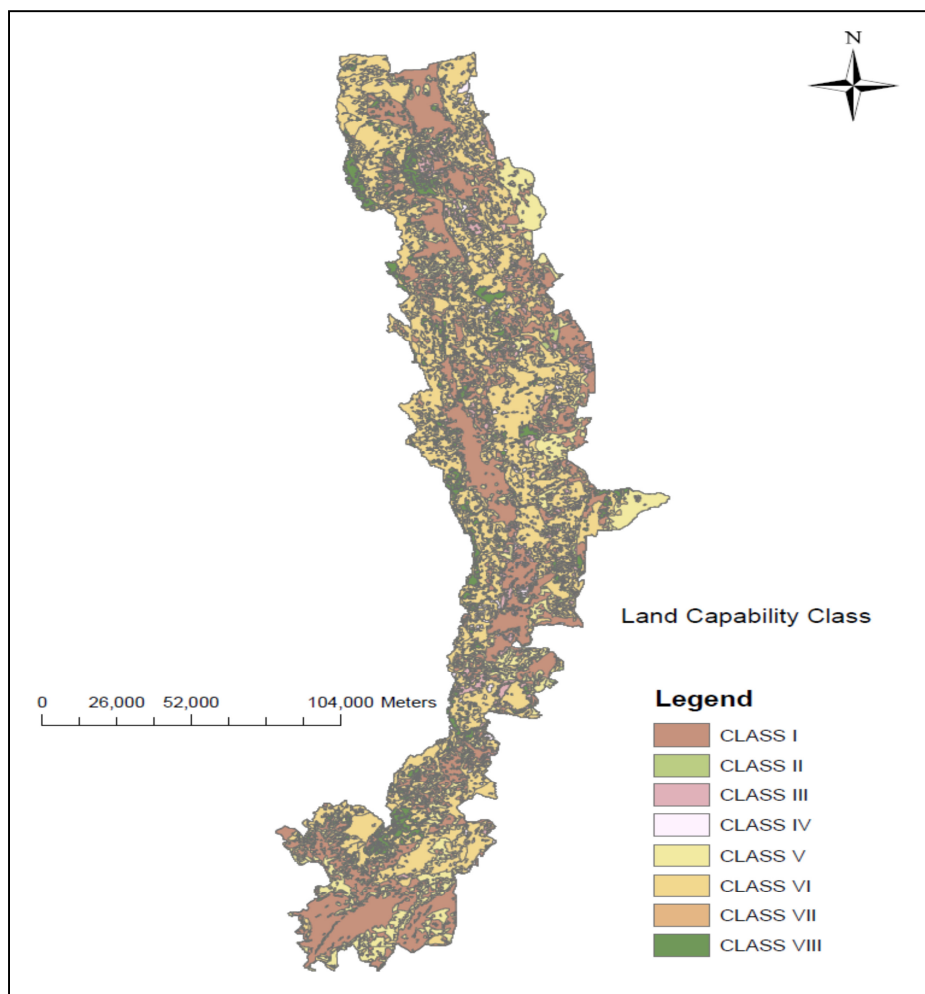 N
Land Capability Class
0 26,000 52,000 104,000 Meters
Legend
CLASS I
CLASS II
CLASS III
CLASS IV
CLASS V
CLASS VI
CLASS VII
CLASS VIII